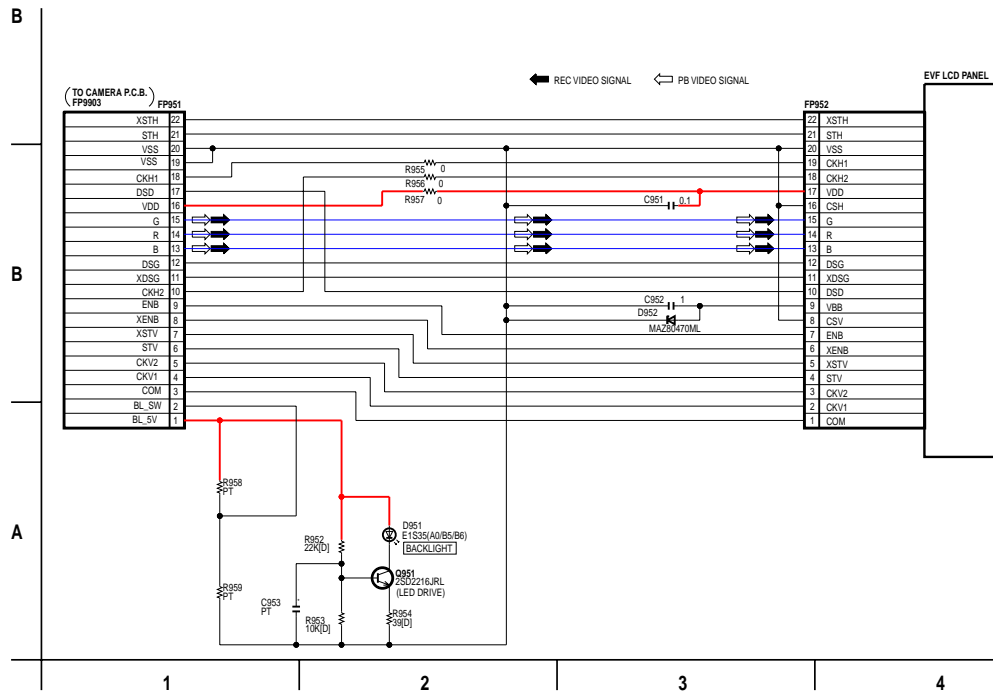 B
REC VIDEO SIGNAL
PB VIDEO SIGNAL
EVF LCD PANEL
(TO CAMERA P.C.B.)
FP9903
FP951
FP952
XSTH 22
STH 21
VSS 20
VSS 19
CKH1 18
DSD 17
VDD 16
G 15
R 14
B 13
DSG 12
XDSG 11
CKH2 10
ENB 9
XENB 8
XSTV 7
STV 6
CKV2 5
CKV1 4
COM 3
BL_SW 2
BL_5V 1
R955 0
R956 0
R957 0
C951 0.1
C952 1
D952
MAZ80470ML
22 XSTH
21 STH
20 VSS
19 CKH1
18 CKH2
17 VDD
16 CSH
15 G
14 R
13 B
12 DSG
11 XDSG
10 DSD
9 VBB
8 CSV
7 ENB
6 XENB
5 XSTV
4 STV
3 CKV2
2 CKV1
1 COM
B
A
R958
PT
R959
PT
C953
PT
R952
22K[D]
R953
10K[D]
D951
E1S35(A0/B5/B6)
BACKLIGHT
Q951
2SD2216JRL
(LED DRIVE)
R954
39[D]
1
2
3
4